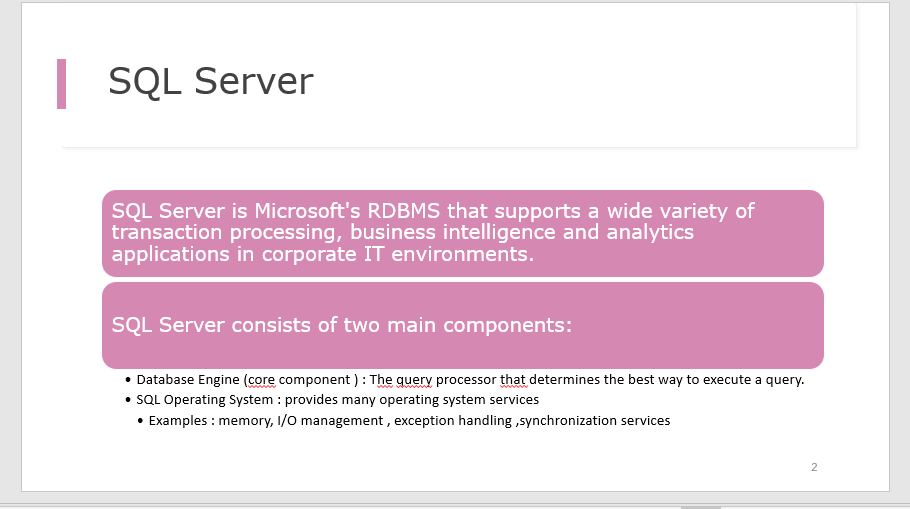 SQL Server
SQL Server is Microsoft's RDBMS that supports a wide variety of
transaction processing, business intelligence and analytics
applications in corporate IT environments.
SQL Server consists of two main components:
• Database Engine (core component ) : The query processor that determines the best way to execute a query.
• SQL Operating System : provides many operating system services
• Examples : memory, I/O management , exception handling ,synchronization services
2